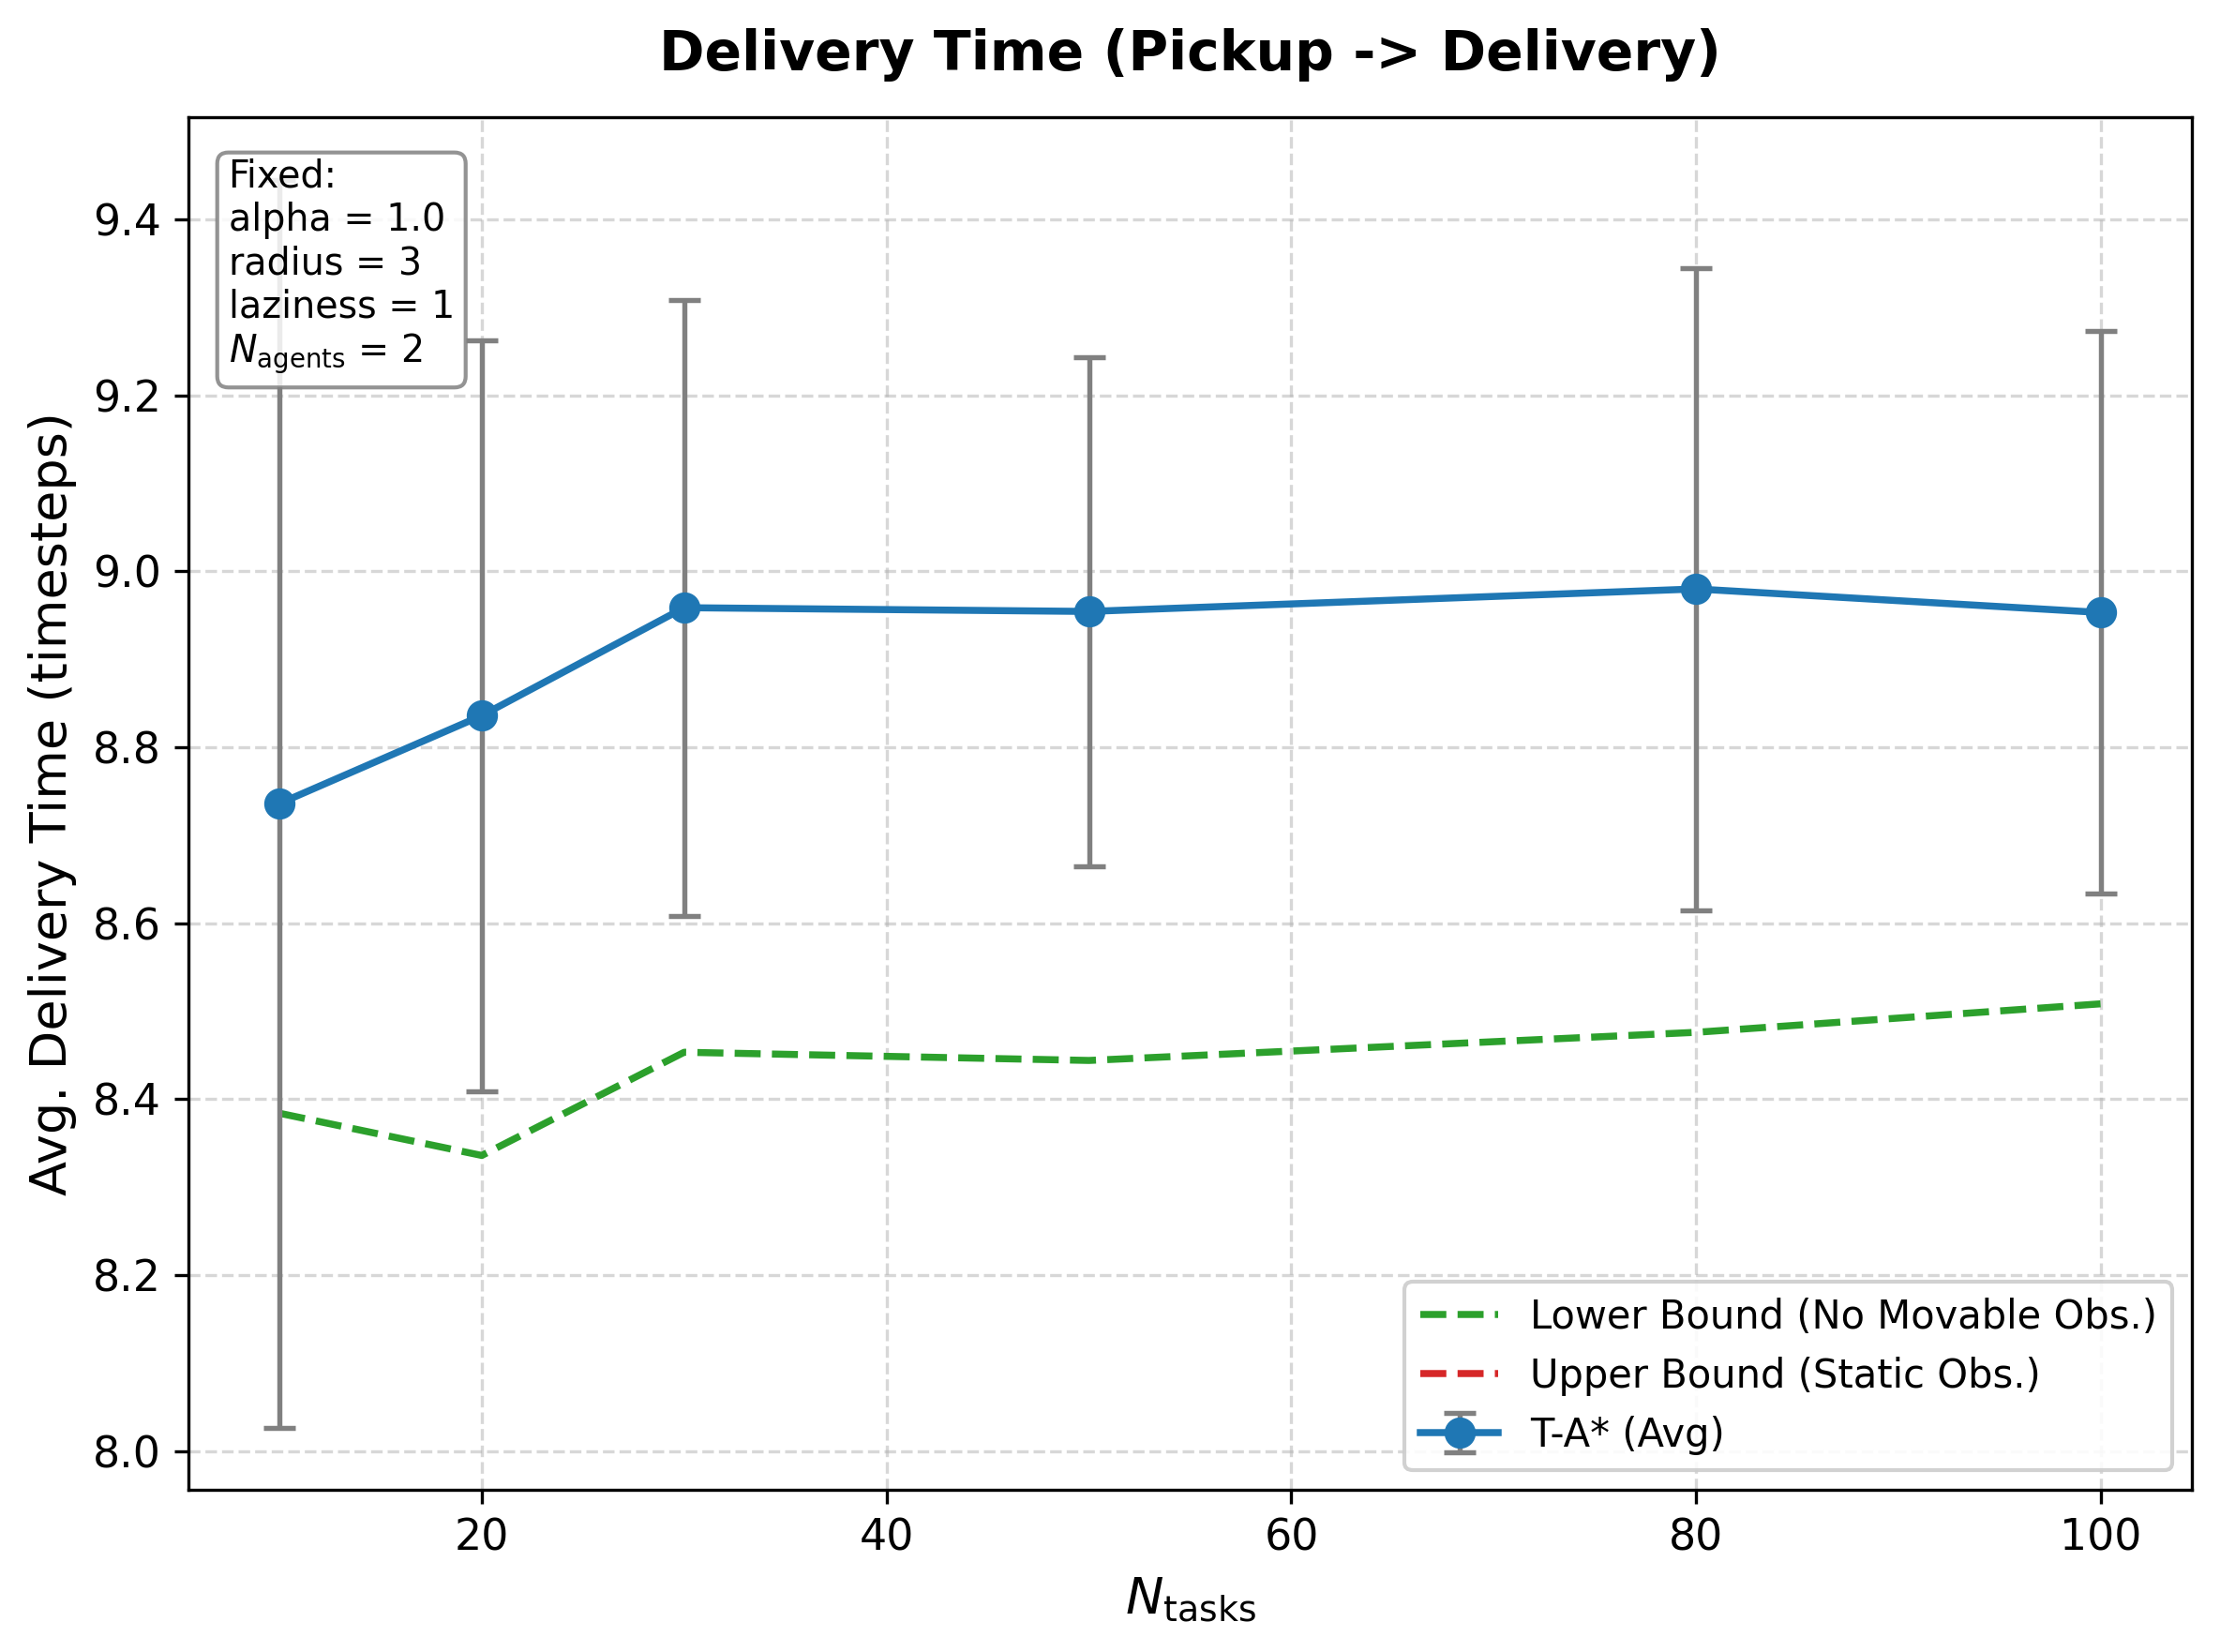 Delivery Time (Pickup -> Delivery)
Fixed:
alpha = 1.0
radius = 3
laziness = 1
N_agents = 2
Avg. Delivery Time (timesteps)
9.4
9.2
9.0
8.8
8.6
8.4
8.2
8.0
Lower Bound (No Movable Obs.)
Upper Bound (Static Obs.)
T-A* (Avg)
20 40 60 80 100
N_tasks